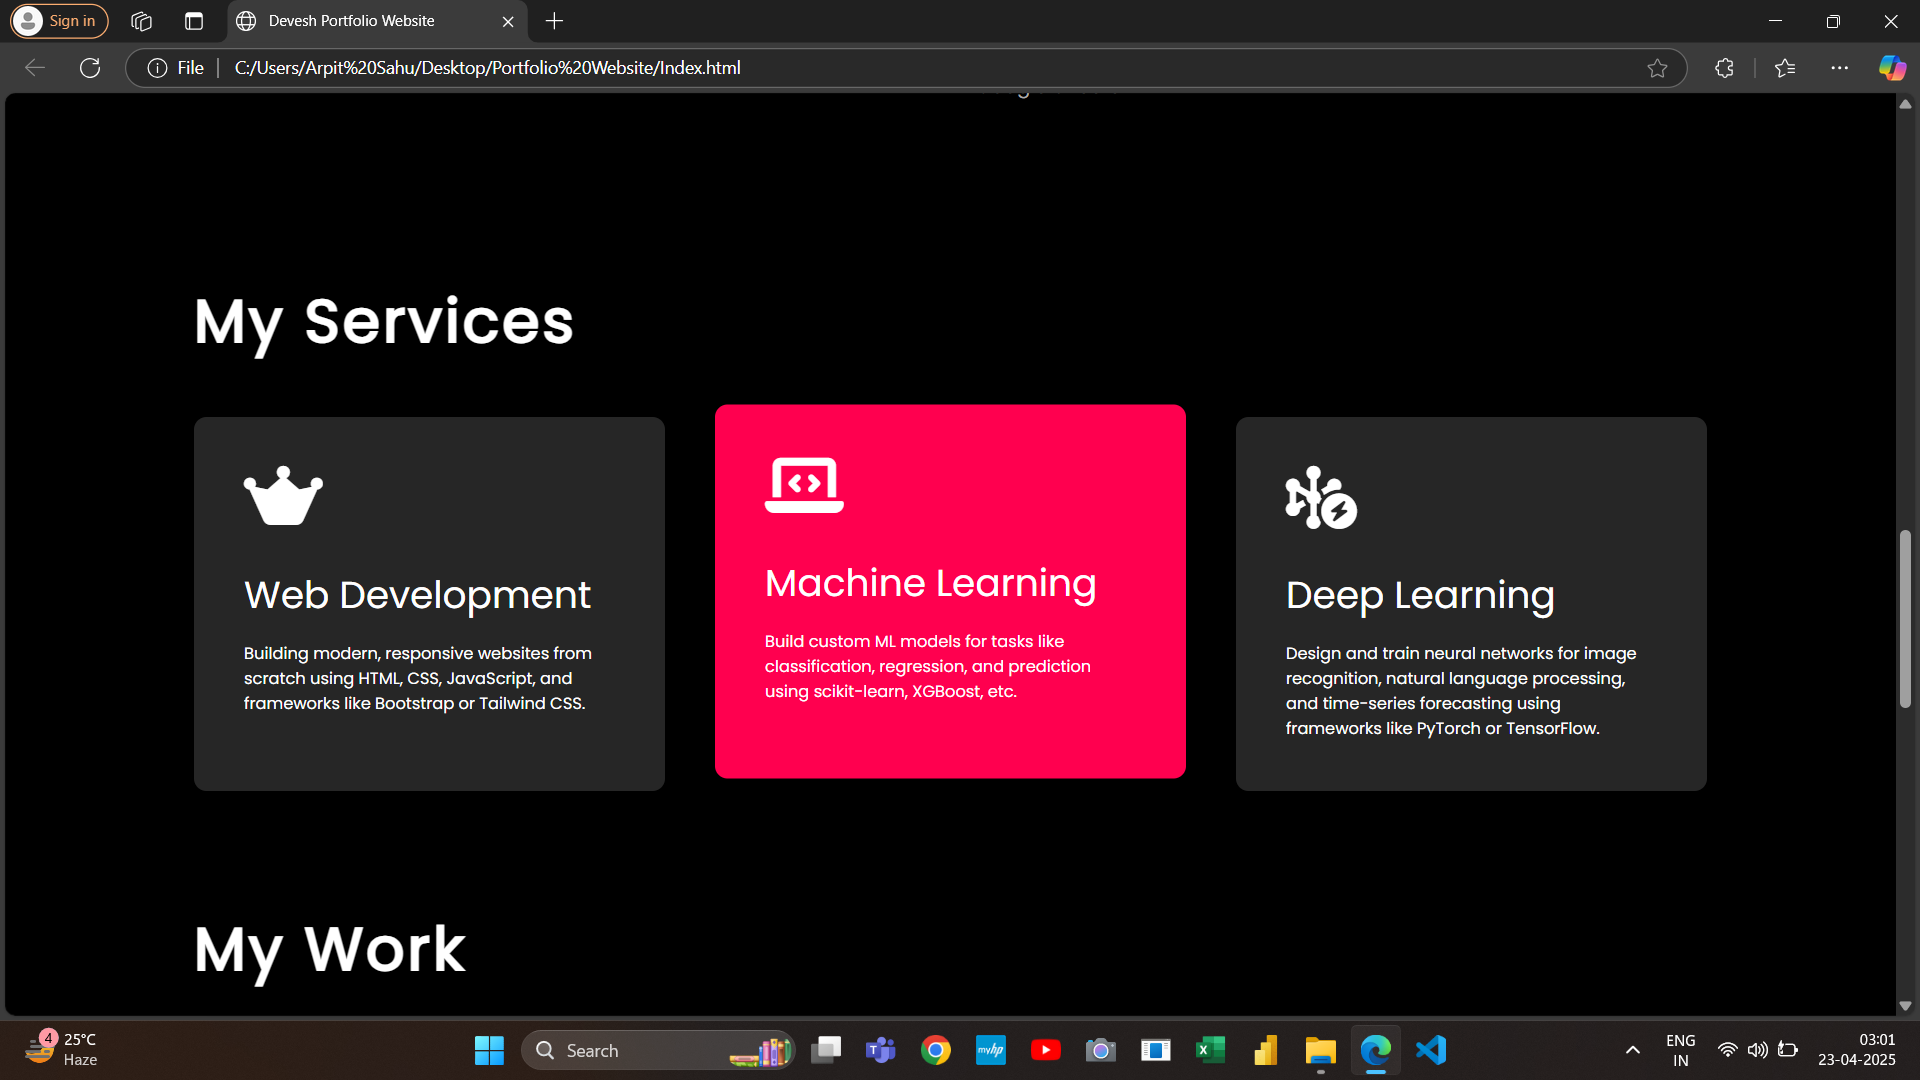 Sign in
Devesh Portfolio Website
File
C:/Users/Arpit%20Sahu/Desktop/Portfolio%20Website/Index.html
My Services
Web Development
Building modern, responsive websites from
scratch using HTML, CSS, JavaScript, and
frameworks like Bootstrap or Tailwind CSS.
Machine Learning
Build custom ML models for tasks like
classification, regression, and prediction
using scikit-learn, XGBoost, etc.
Deep Learning
Design and train neural networks for image
recognition, natural language processing,
and time-series forecasting using
frameworks like PyTorch or TensorFlow.
My Work
4
25°C
Haze
Search
myhp
ENG
IN
03:01
23-04-2025